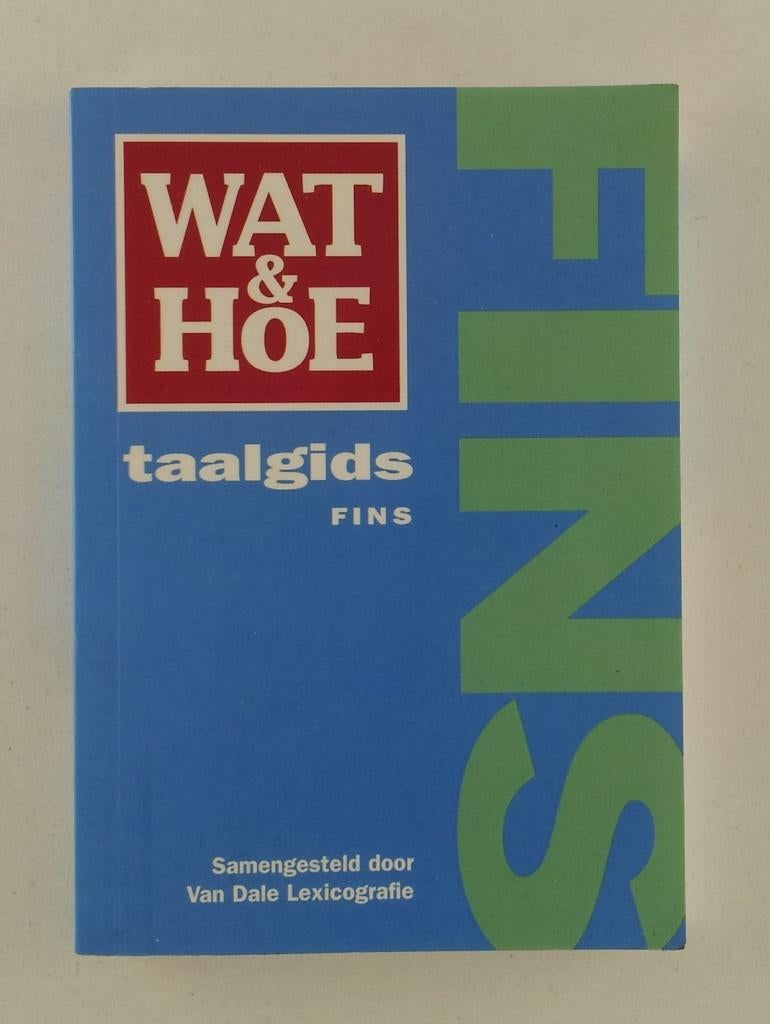 WAT
&
HOE
taalgids
FINS
Samengesteld door
Van Dale Lexicografie
FINS